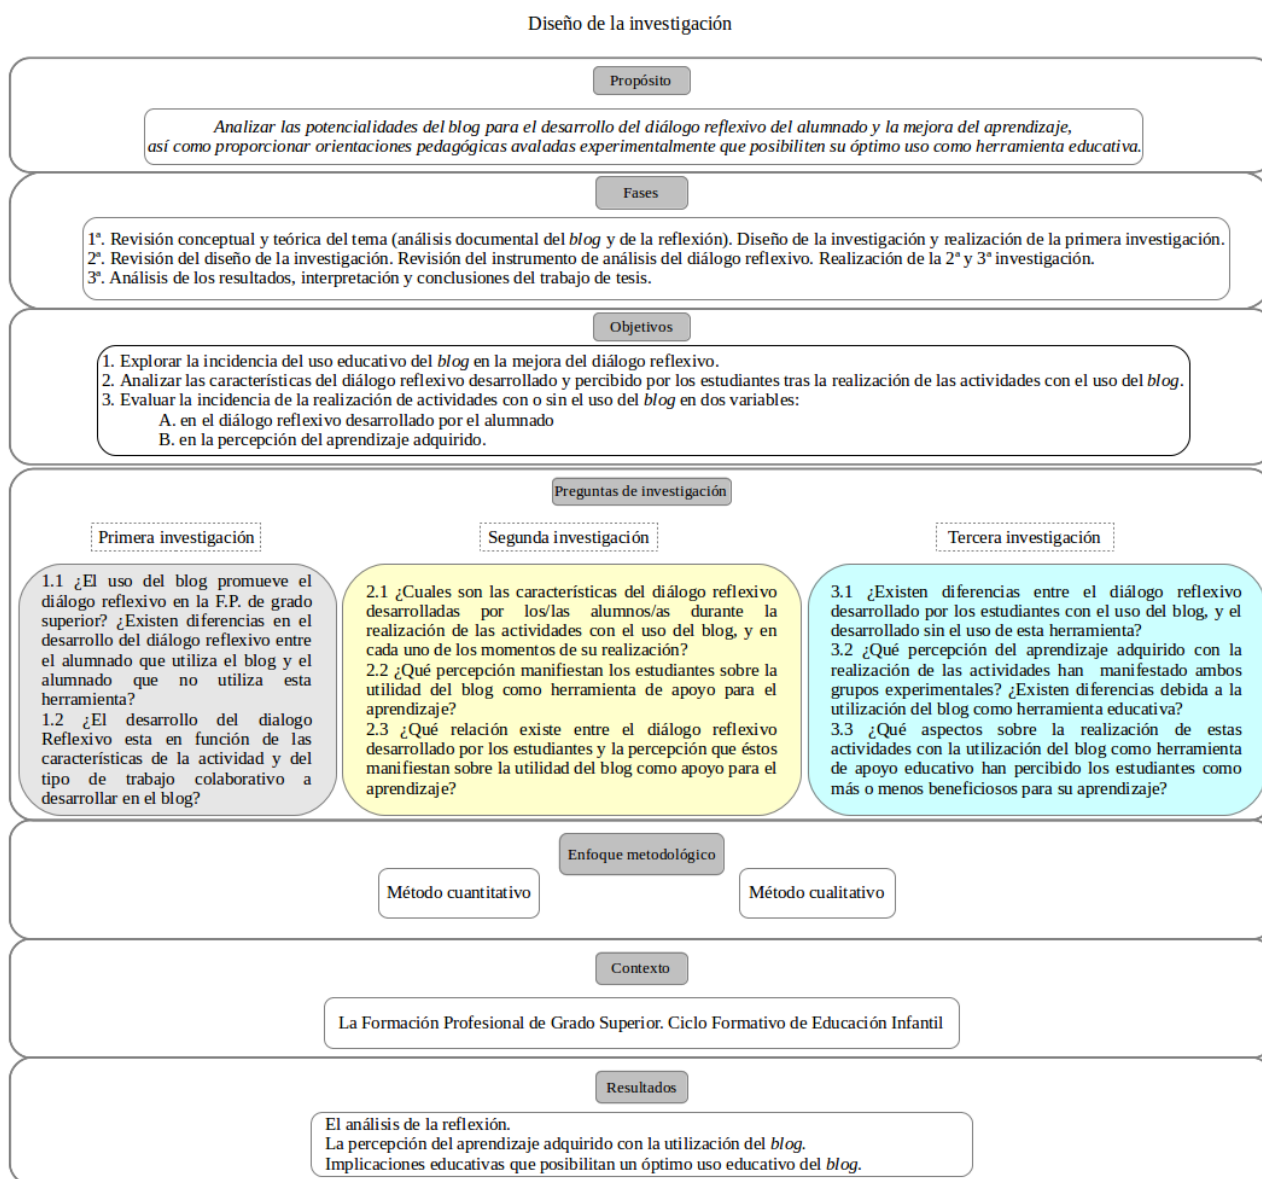 Diseño de la investigación
Propósito
Analizar las potencialidades del blog para el desarrollo del diálogo reflexivo del alumnado y la mejora del aprendizaje,
así como proporcionar orientaciones pedagógicas avaladas experimentalmente que posibiliten su óptimo uso como herramienta educativa.
Fases
1ª. Revisión conceptual y teórica del tema (análisis documental del blog y de la reflexión). Diseño de la investigación y realización de la primera investigación.
2ª. Revisión del diseño de la investigación. Revisión del instrumento de análisis del diálogo reflexivo. Realización de la 2ª y 3ª investigación.
3ª. Análisis de los resultados, interpretación y conclusiones del trabajo de tesis.
Objetivos
1. Explorar la incidencia del uso educativo del blog en la mejora del diálogo reflexivo.
2. Analizar las características del diálogo reflexivo desarrollado y percibido por los estudiantes tras la realización de las actividades con el uso del blog.
3. Evaluar la incidencia de la realización de actividades con o sin el uso del blog en dos variables:
A. en el diálogo reflexivo desarrollado por el alumnado
B. en la percepción del aprendizaje adquirido.
Preguntas de investigación
Primera investigación
1.1 ¿El uso del blog promueve el
diálogo reflexivo en la F.P. de grado
superior? ¿Existen diferencias en el
desarrollo del diálogo reflexivo entre
el alumnado que utiliza el blog y el
alumnado que no utiliza esta
herramienta?
1.2 ¿El desarrollo del dialogo
Reflexivo esta en función de las
características de la actividad y del
tipo de trabajo colaborativo a
desarrollar en el blog?
Segunda investigación
2.1 ¿Cuales son las características del diálogo reflexivo
desarrolladas por los/las alumnos/as durante la
realización de las actividades con el uso del blog, y en
cada uno de los momentos de su realización?
2.2 ¿Qué percepción manifiestan los estudiantes sobre la
utilidad del blog como herramienta de apoyo para el
aprendizaje?
2.3 ¿Qué relación existe entre el diálogo reflexivo
desarrollado por los estudiantes y la percepción que éstos
manifiestan sobre la utilidad del blog como apoyo para el
aprendizaje?
Tercera investigación
3.1 ¿Existen diferencias entre el diálogo reflexivo
desarrollado por los estudiantes con el uso del blog, y el
desarrollado sin el uso de esta herramienta?
3.2 ¿Qué percepción del aprendizaje adquirido con la
realización de las actividades han manifestado ambos
grupos experimentales? ¿Existen diferencias debida a la
utilización del blog como herramienta educativa?
3.3 ¿Qué aspectos sobre la realización de estas
actividades con la utilización del blog como herramienta
de apoyo educativo han percibido los estudiantes como
más o menos beneficiosos para su aprendizaje?
Enfoque metodológico
Método cuantitativo
Método cualitativo
Contexto
La Formación Profesional de Grado Superior. Ciclo Formativo de Educación Infantil
Resultados
El análisis de la reflexión.
La percepción del aprendizaje adquirido con la utilización del blog.
Implicaciones educativas que posibilitan un óptimo uso educativo del blog.